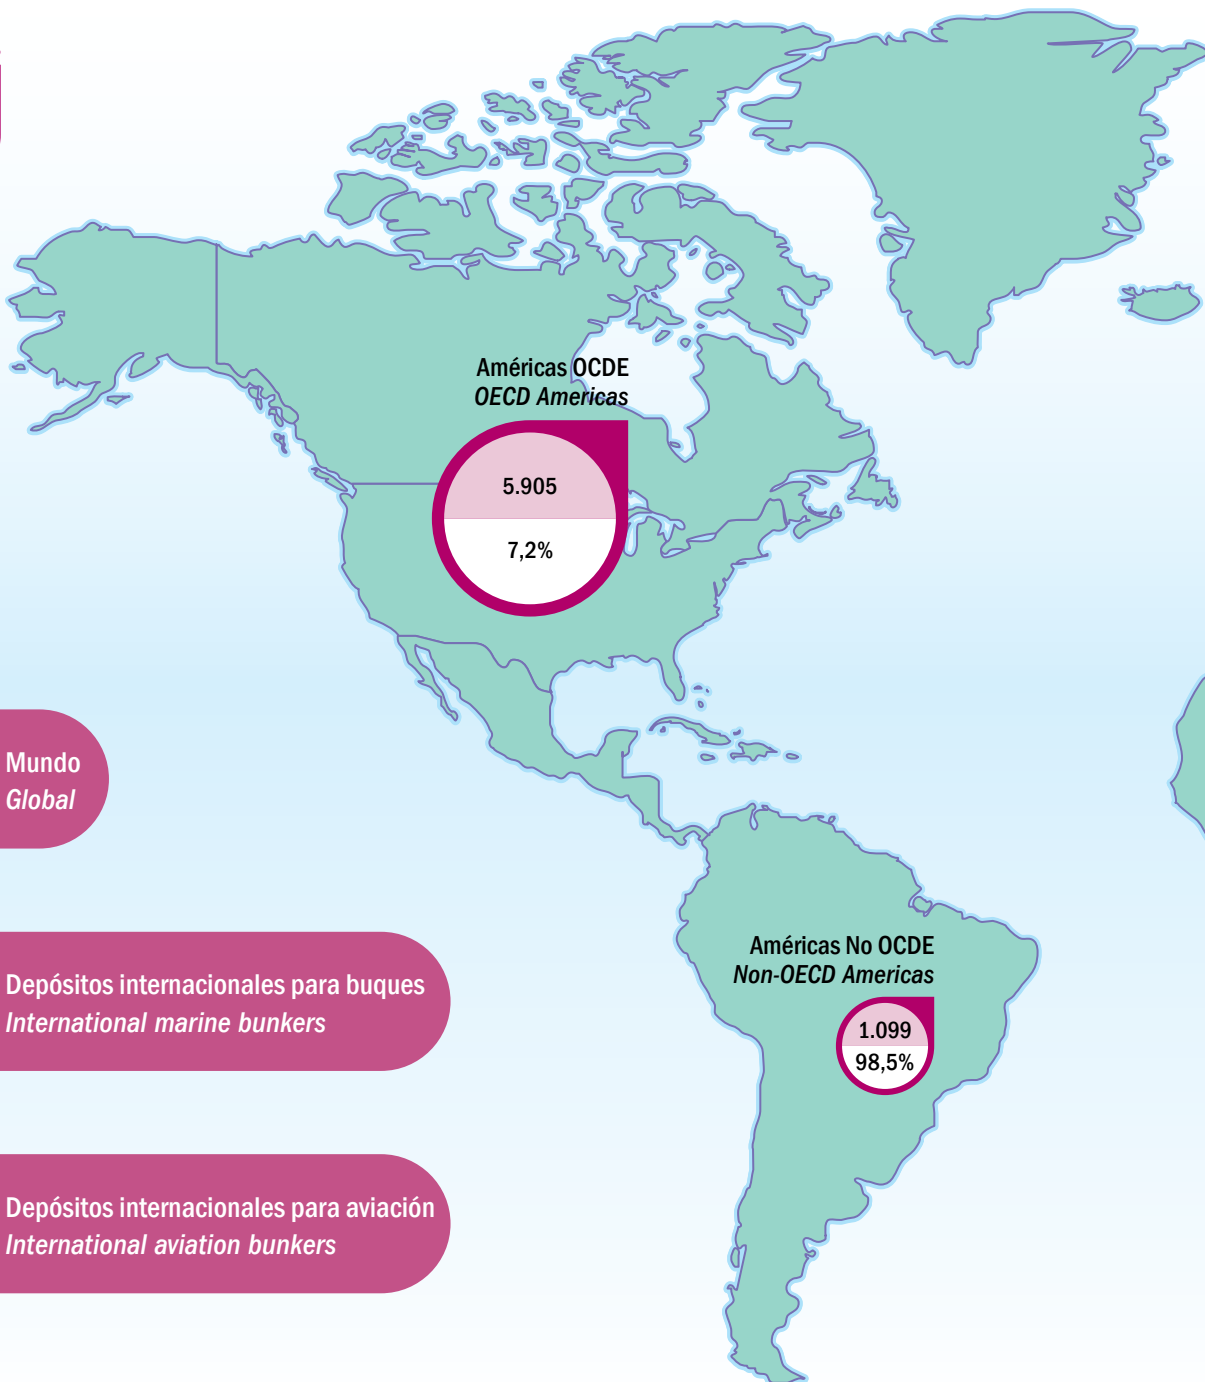 Américas OCDE
OECD Americas
5.905
7,2%
Mundo
Global
Américas No OCDE
Non-OECD Americas
1.099
98,5%
Depósitos internacionales para buques
International marine bunkers
Depósitos internacionales para aviación
International aviation bunkers